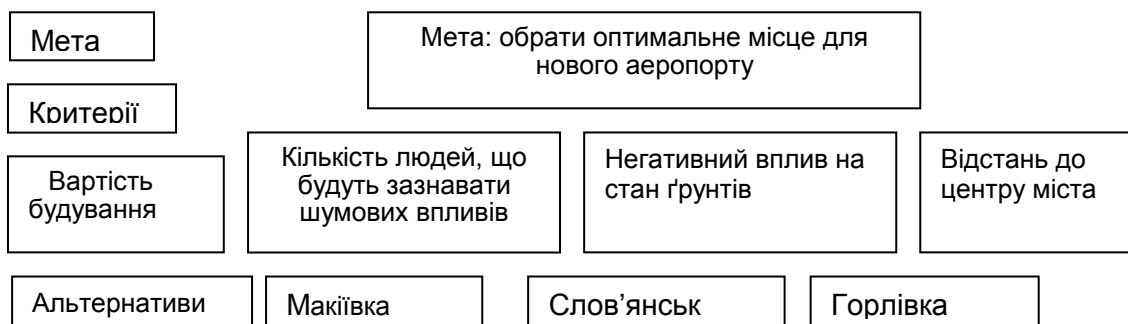 Мета
Мета: обрати оптимальне місце для
нового аеропорту
Критерії
Вартість
будування
Кількість людей, що
будуть зазнавати
шумових впливів
Негативний вплив на
стан ґрунтів
Відстань до
центру міста
Альтернативи
Макіївка
Слов’янськ
Горлівка